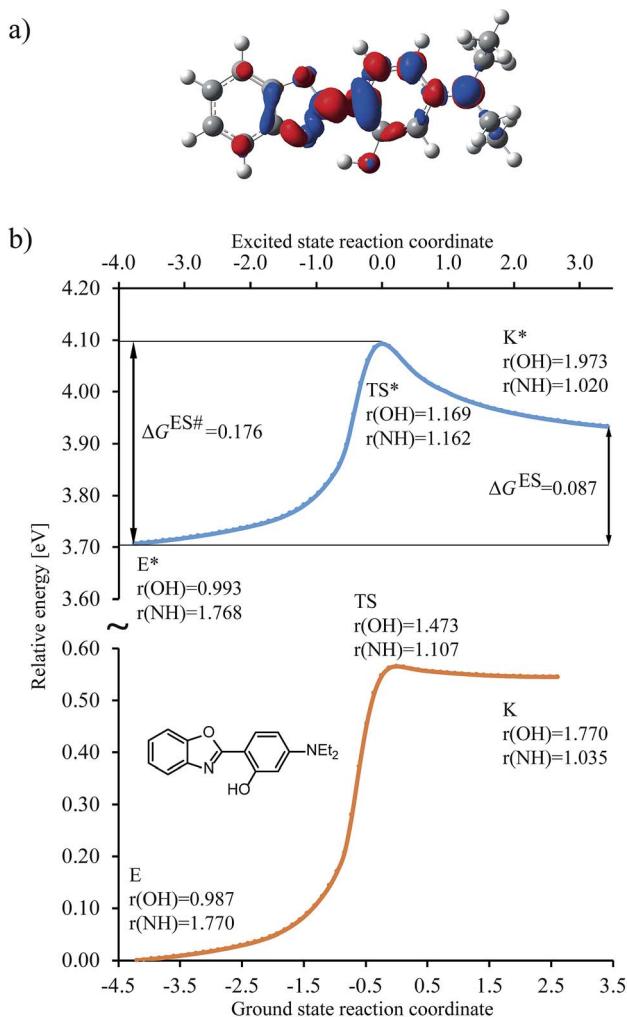 a)
b)
Excited state reaction coordinate
-4.0 -3.0 -2.0 -1.0 0.0 1.0 2.0 3.0
4.20
4.10
4.00
3.90
3.80
3.70
3.60
~
0.60
0.50
0.40
0.30
0.20
0.10
0.00
Relative energy [eV]
ΔG^ES#=0.176
TS*
r(OH)=1.169
r(NH)=1.162
K*
r(OH)=1.973
r(NH)=1.020
ΔG^ES=0.087
E*
r(OH)=0.993
r(NH)=1.768
TS
r(OH)=1.473
r(NH)=1.107
K
r(OH)=1.770
r(NH)=1.035
O
N
HO
NEt₂
E
r(OH)=0.987
r(NH)=1.770
-4.5 -3.5 -2.5 -1.5 -0.5 0.5 1.5 2.5 3.5
Ground state reaction coordinate